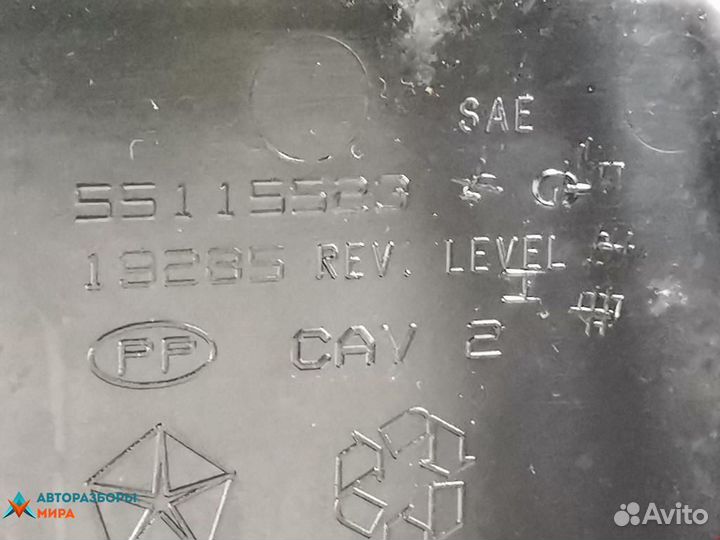 SAE
55115523
19285 REV. LEVEL
PP CAV 2
АВТОРАЗБОРЫ
МИРА
Avito